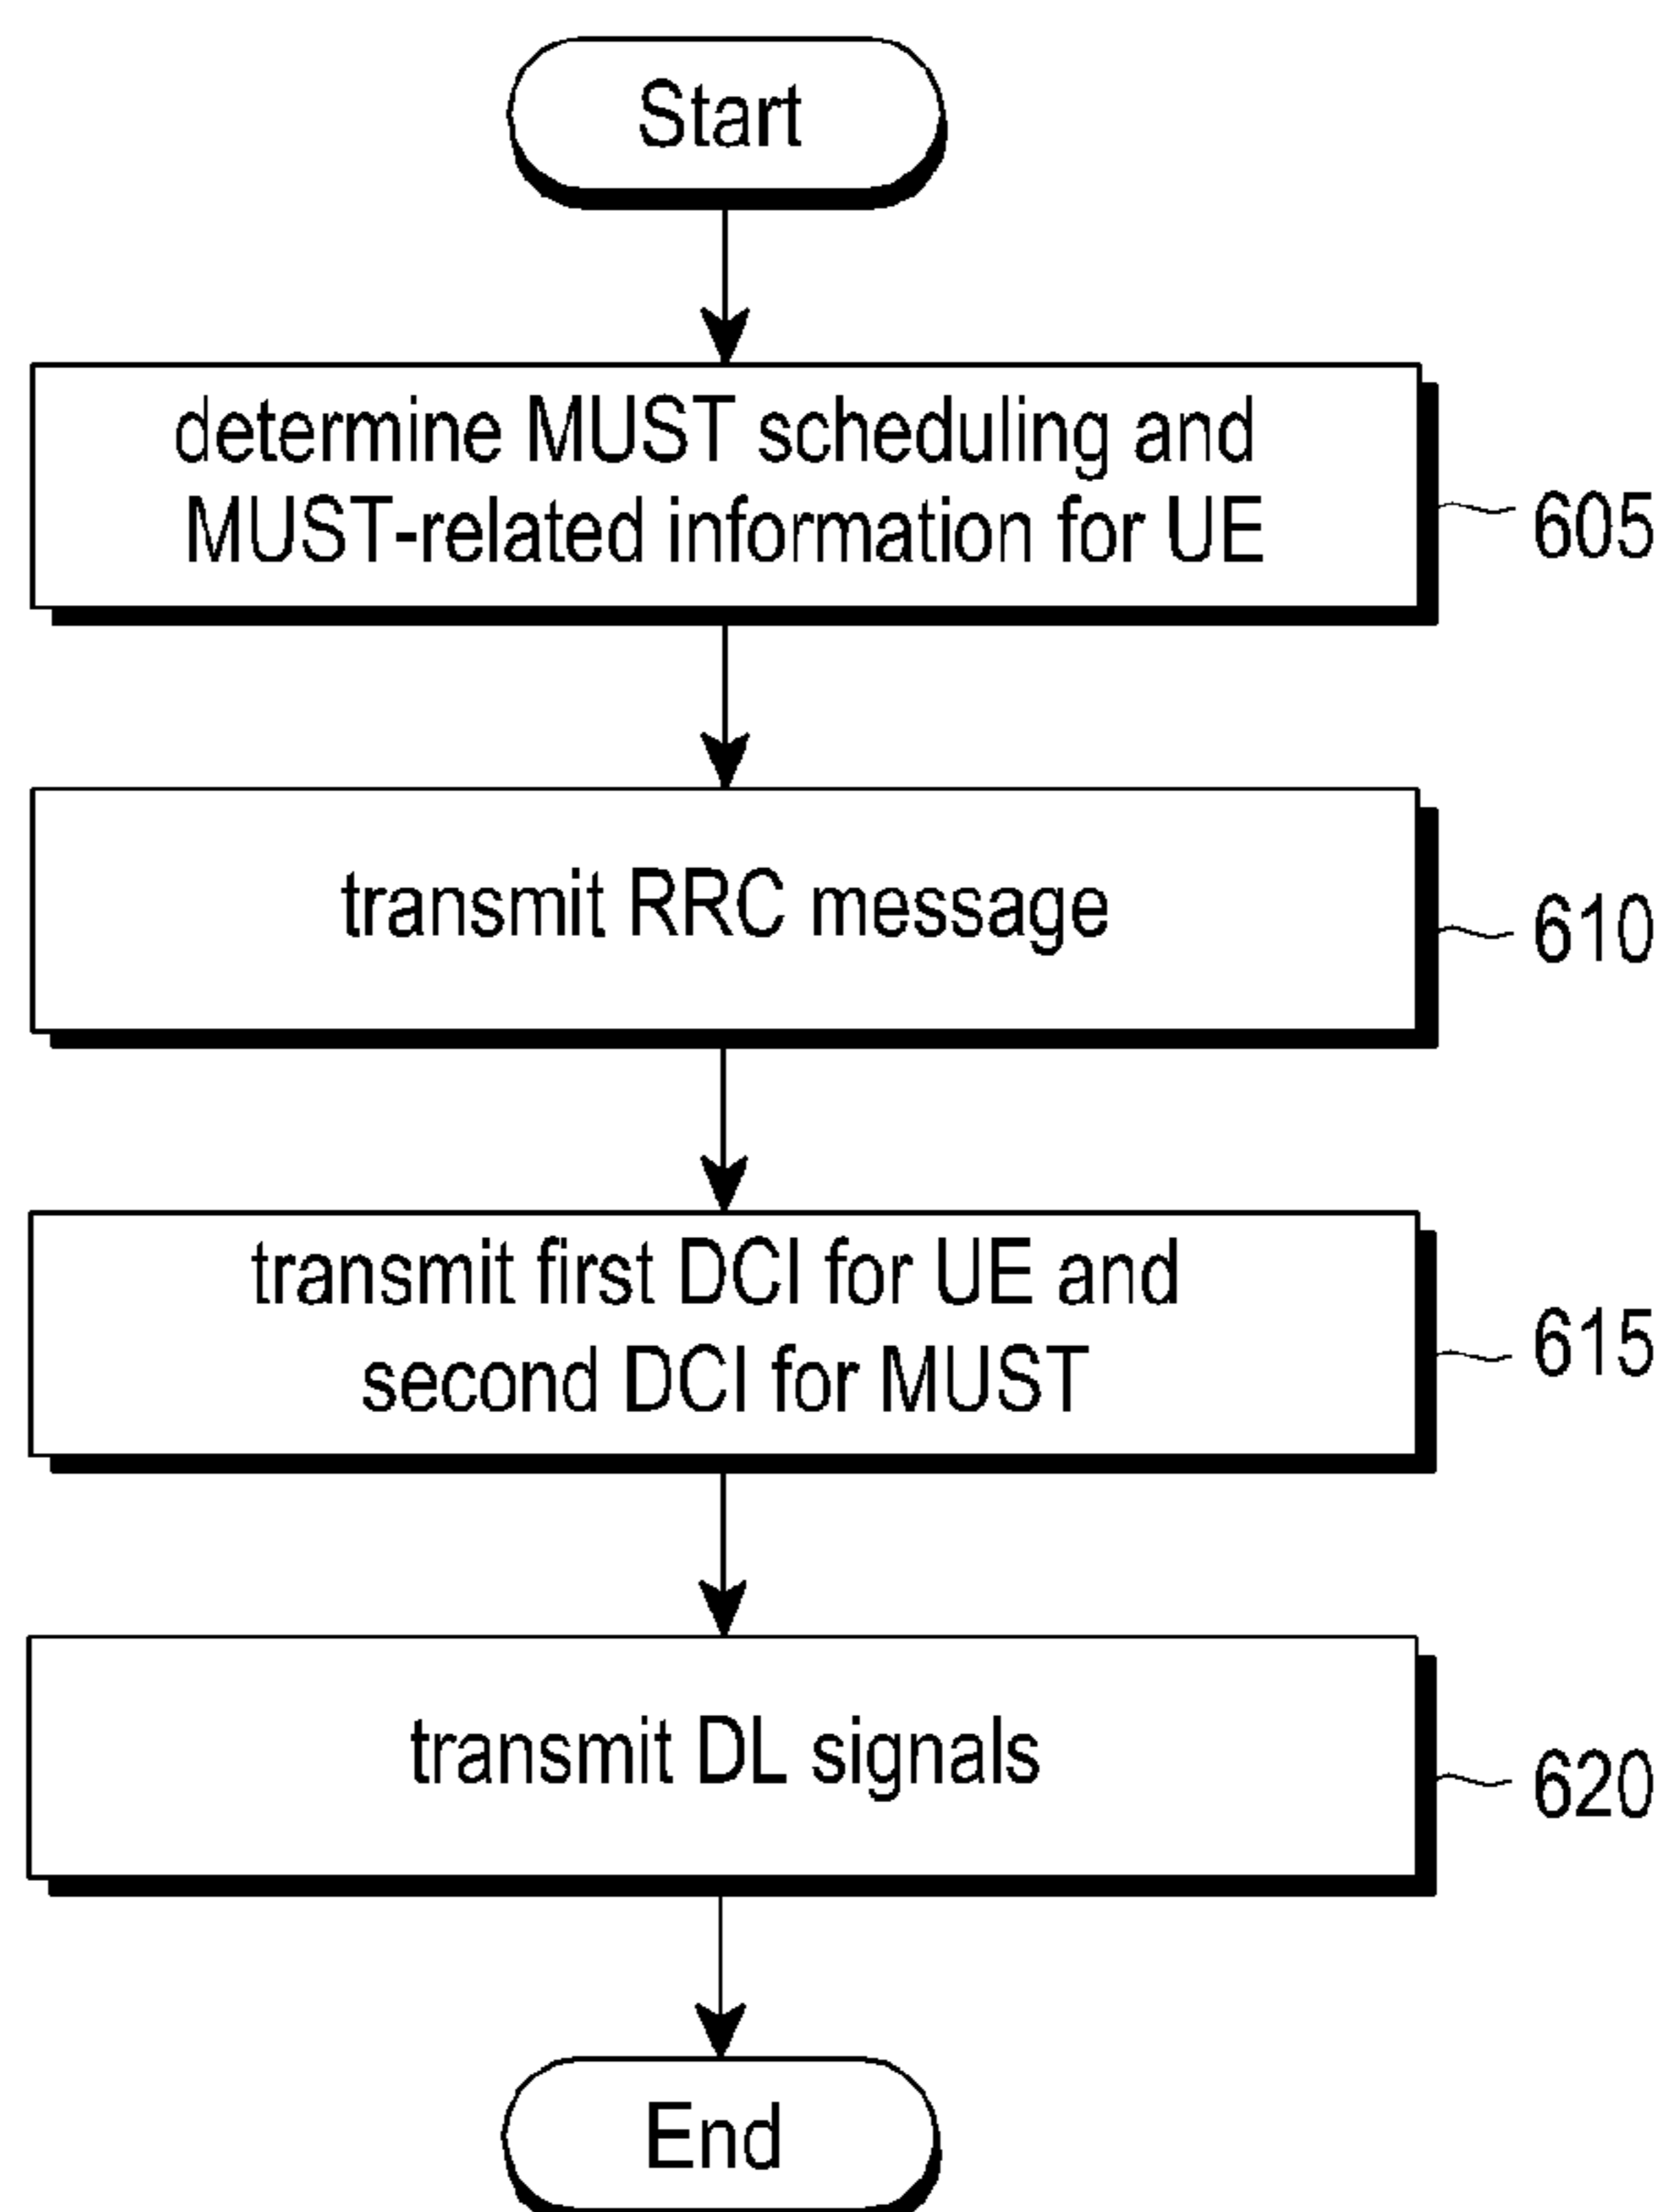 Start
determine MUST scheduling and
MUST-related information for UE
605
transmit RRC message
610
transmit first DCI for UE and
second DCI for MUST
615
transmit DL signals
620
End